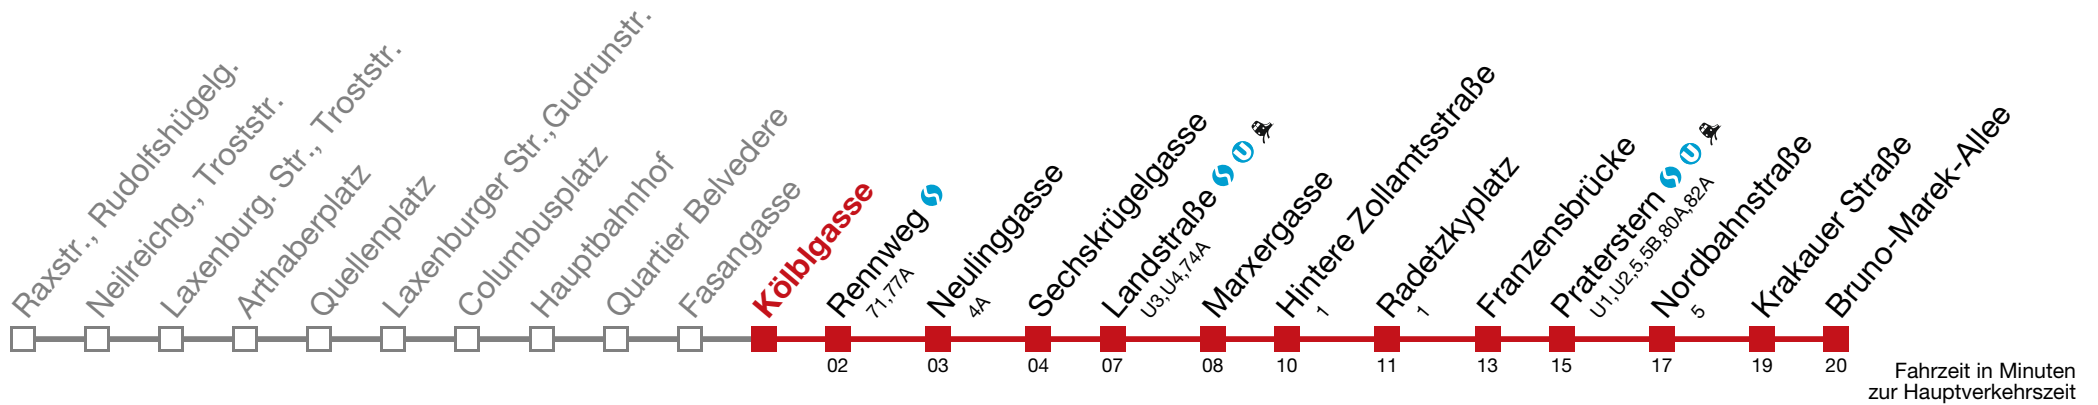 Raxstr., Rudolfshügelg.
Neilreichg., Troststr.
Laxenburg. Str., Troststr.
Arthaberplatz
Quellenplatz
Laxenburger Str.,Gudrunstr.
Columbusplatz
Hauptbahnhof
Quartier Belvedere
Fasangasse
Kölblgasse
Rennweg
71,77A
Neulinggasse
4A
Sechskrügelgasse
Landstraße
U3,U4,74A
Marxergasse
Hintere Zollamtsstraße
1
Radetzkyplatz
1
Franzensbrücke
Praterstern
U1,U2,5,5B,80A,82A
Nordbahnstraße
5
Krakauer Straße
Bruno-Marek-Allee
02 03 04 07 08 10 11 13 15 17 19 20
Fahrzeit in Minuten
zur Hauptverkehrszeit